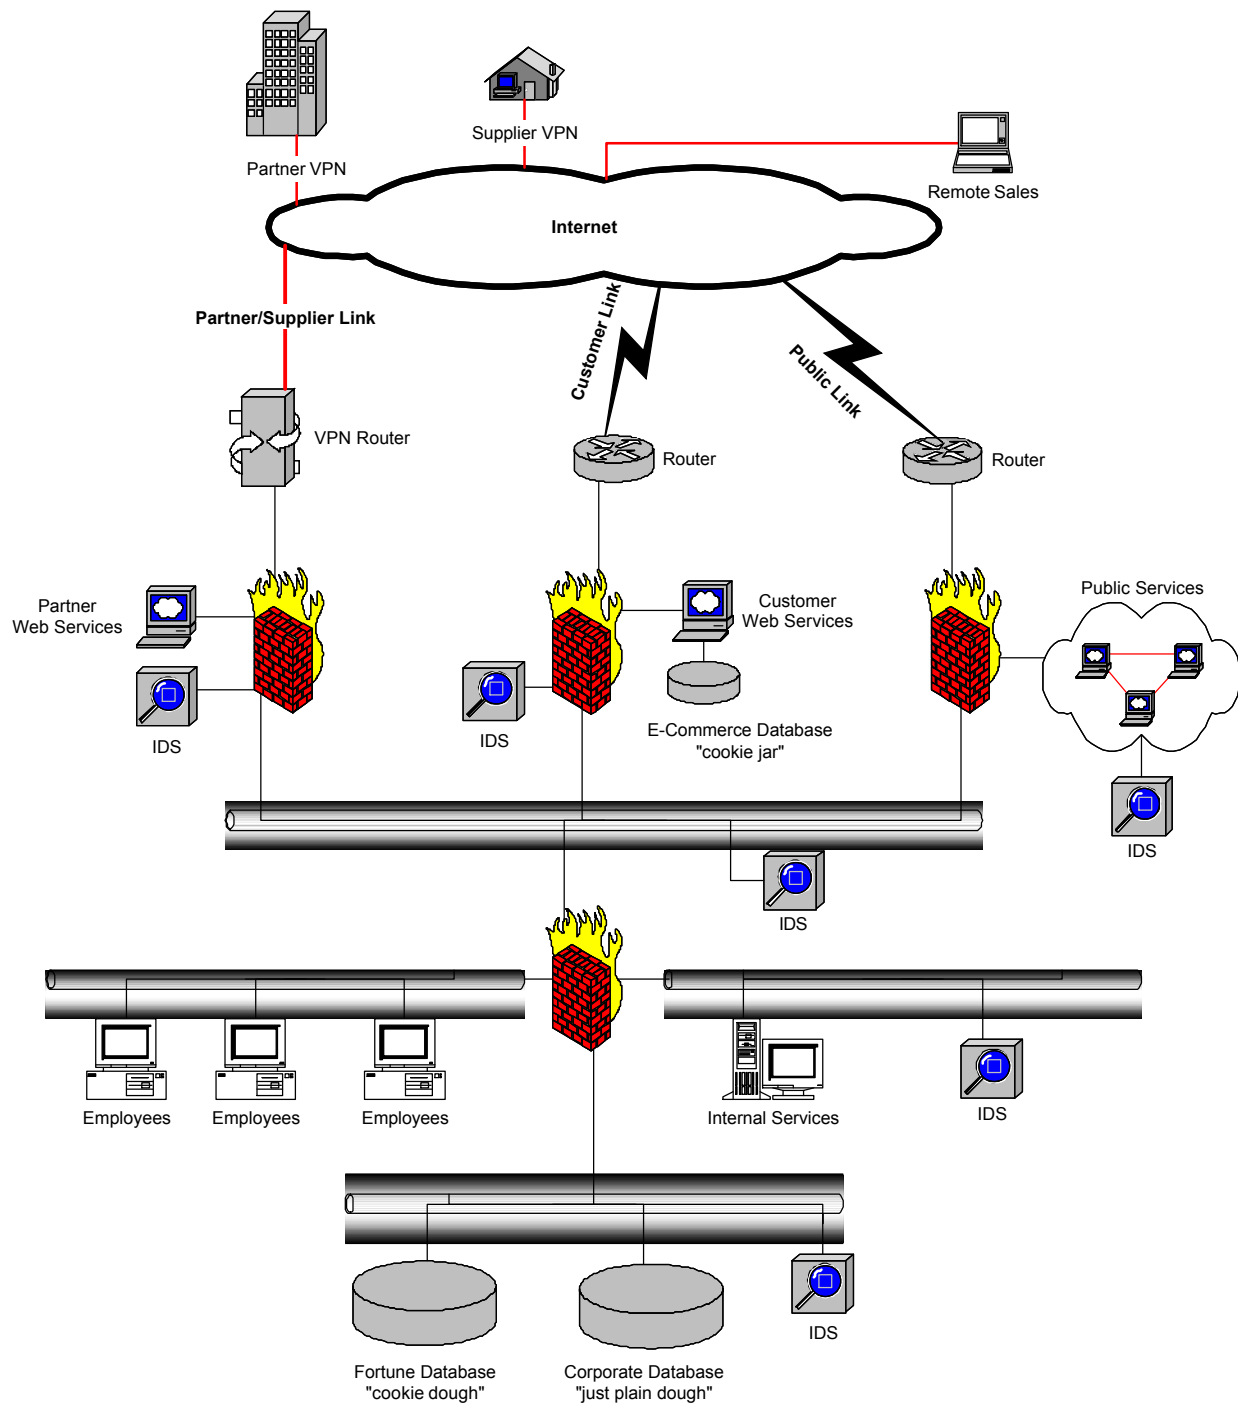 Partner VPN
Supplier VPN
Remote Sales
Internet
Partner/Supplier Link
Customer Link
Public Link
VPN Router
Router
Router
Partner
Web Services
IDS
IDS
Customer
Web Services
E-Commerce Database
"cookie jar"
Public Services
IDS
IDS
Employees
Employees
Employees
Internal Services
IDS
Fortune Database
"cookie dough"
Corporate Database
"just plain dough"
IDS